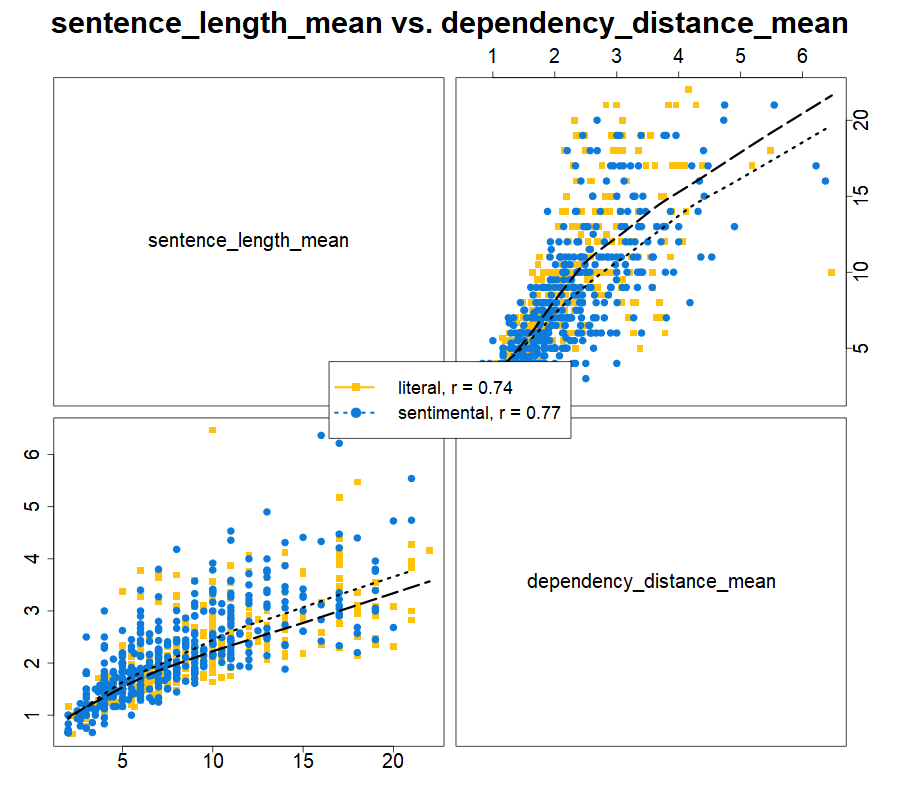 sentence_length_mean vs. dependency_distance_mean
1 2 3 4 5 6
sentence_length_mean
20
15
10
5
literal, r = 0.74
sentimental, r = 0.77
6
5
4
3
2
1
dependency_distance_mean
5 10 15 20